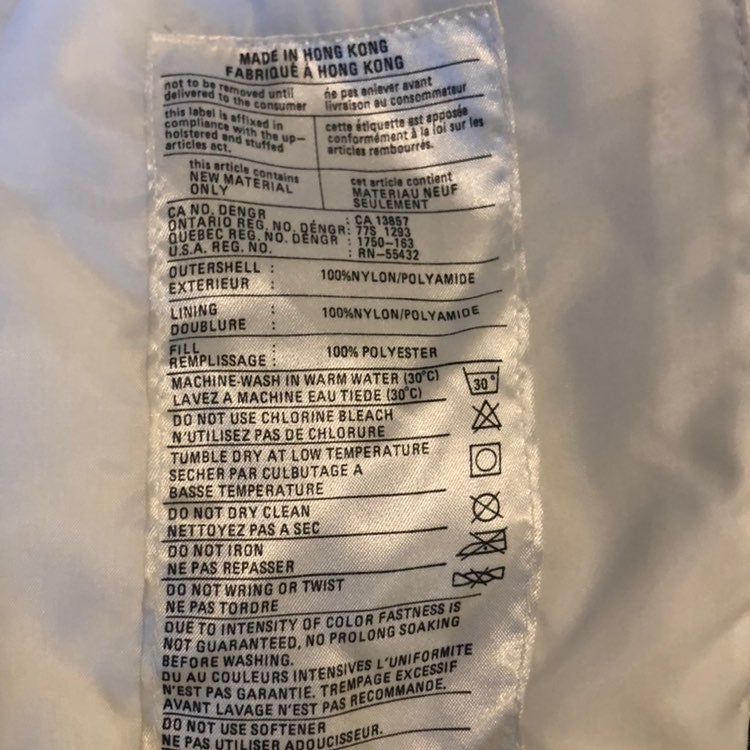 MADE IN HONG KONG
FABRIQUÉ À HONG KONG
not to be removed until
delivered to the consumer
ne pas enlever avant
livraison au consommateur
this label is affixed in
compliance with the up-
holstered and stuffed
articles act.
cette étiquette est apposée
conformément à la loi sur les
articles rembourrés.
this article contains
NEW MATERIAL
ONLY
cet article contient
MATERIAU NEUF
SEULEMENT
CA NO. DENGR : CA 13857
ONTARIO REG. NO. DÉNGR: 77S 1293
QUEBEC REG. NO. DÉNGR : 1750-163
U.S.A. REG. NO. : RN-55432
OUTERSHELL : 100%NYLON/POLYAMIDE
EXTERIEUR :
LINING : 100%NYLON/POLYAMIDE
DOUBLURE :
FILL : 100% POLYESTER
REMPLISSAGE :
MACHINE-WASH IN WARM WATER (30°C)
LAVEZ A MACHINE EAU TIEDE (30°C)
30°
DO NOT USE CHLORINE BLEACH
N'UTILISEZ PAS DE CHLORURE
TUMBLE DRY AT LOW TEMPERATURE
SECHER PAR CULBUTAGE A
BASSE TEMPERATURE
DO NOT DRY CLEAN
NETTOYEZ PAS A SEC
DO NOT IRON
NE PAS REPASSER
DO NOT WRING OR TWIST
NE PAS TORDRE
DUE TO INTENSITY OF COLOR FASTNESS IS
NOT GUARANTEED, NO PROLONG SOAKING
BEFORE WASHING.
DU AU COULEURS INTENSIVES L'UNIFORMITE
N'EST PAS GARANTIE. TREMPAGE EXCESSIF
AVANT LAVAGE N'EST PAS RECOMMANDE.
DO NOT USE SOFTENER
NE PAS UTILISER ADOUCISSEUR.